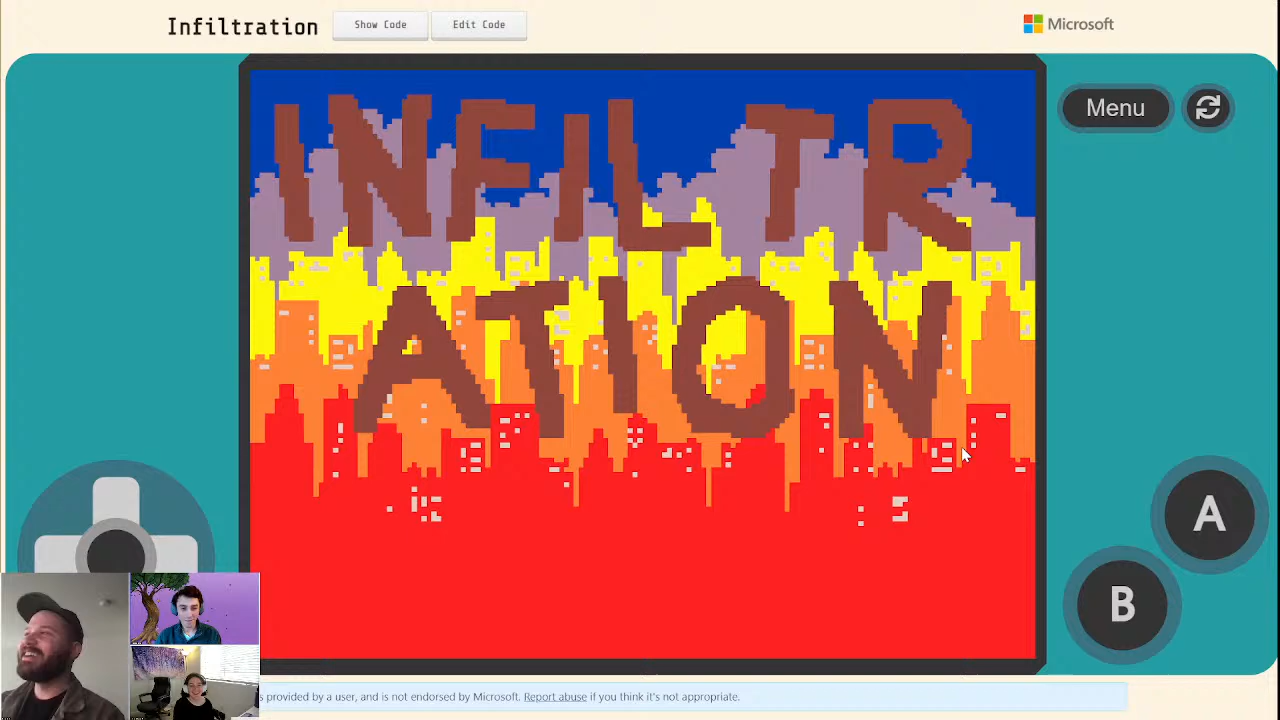 Infiltration
Show Code
Edit Code
Microsoft
Menu
INFILTR
ATION
A
B
s provided by a user, and is not endorsed by Microsoft. Report abuse if you think it's not appropriate.